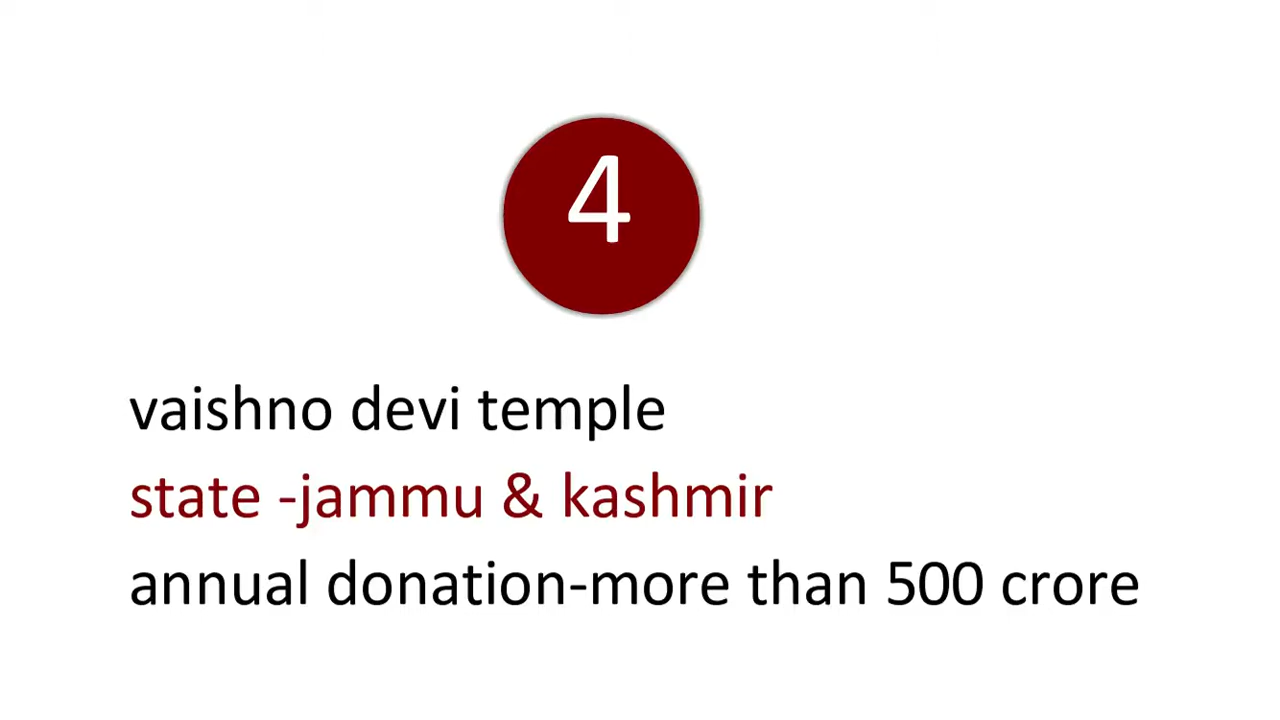 4
vaishno devi temple
state -jammu & kashmir
annual donation-more than 500 crore